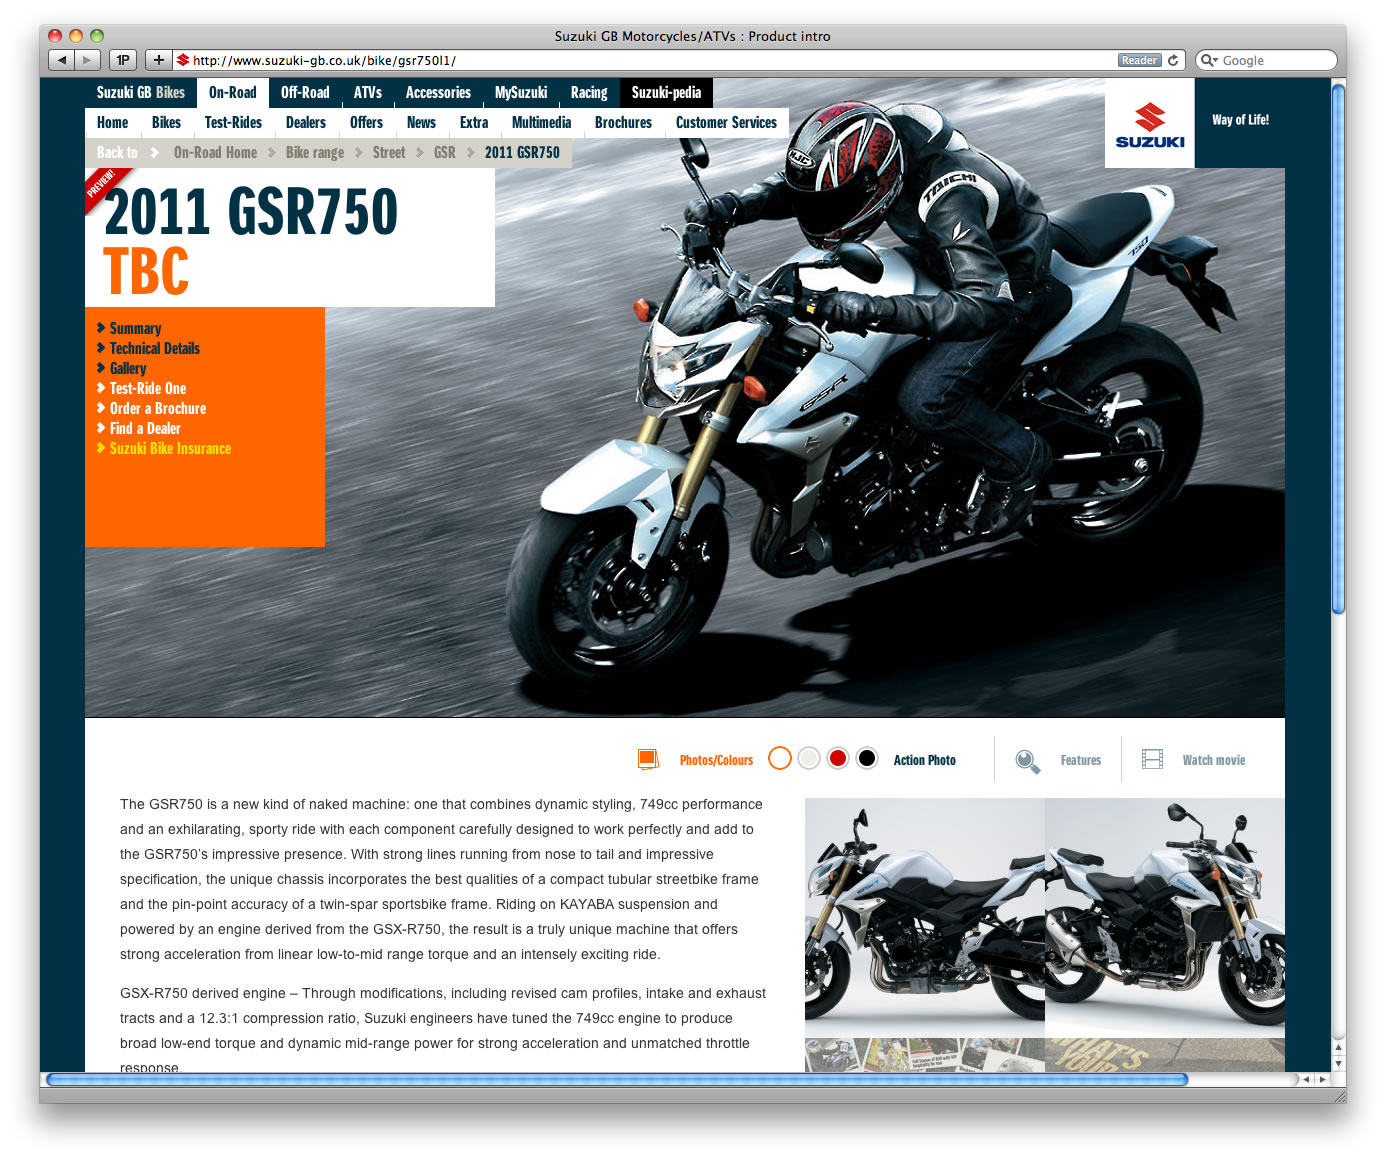 Suzuki GB Motorcycles/ATVs : Product intro
1P
http://www.suzuki-gb.co.uk/bike/gsr750l1/
Reader
Google
Suzuki GB Bikes On-Road Off-Road ATVs Accessories MySuzuki Racing Suzuki-pedia
Home Bikes Test-Rides Dealers Offers News Extra Multimedia Brochures Customer Services
Back to On-Road Home Bike range Street GSR 2011 GSR750
SUZUKI
Way of Life!
PREVIEW!
2011 GSR750
TBC
Summary
Technical Details
Gallery
Test-Ride One
Order a Brochure
Find a Dealer
Suzuki Bike Insurance
MJC
TAICHI
750
GSR
Photos/Colours
Action Photo
Features
Watch movie
The GSR750 is a new kind of naked machine: one that combines dynamic styling, 749cc performance
and an exhilarating, sporty ride with each component carefully designed to work perfectly and add to
the GSR750's impressive presence. With strong lines running from nose to tail and impressive
specification, the unique chassis incorporates the best qualities of a compact tubular streetbike frame
and the pin-point accuracy of a twin-spar sportsbike frame. Riding on KAYABA suspension and
powered by an engine derived from the GSX-R750, the result is a truly unique machine that offers
strong acceleration from linear low-to-mid range torque and an intensely exciting ride.
GSX-R750 derived engine – Through modifications, including revised cam profiles, intake and exhaust
tracts and a 12.3:1 compression ratio, Suzuki engineers have tuned the 749cc engine to produce
broad low-end torque and dynamic mid-range power for strong acceleration and unmatched throttle
response.
WHAT'S
YOUR